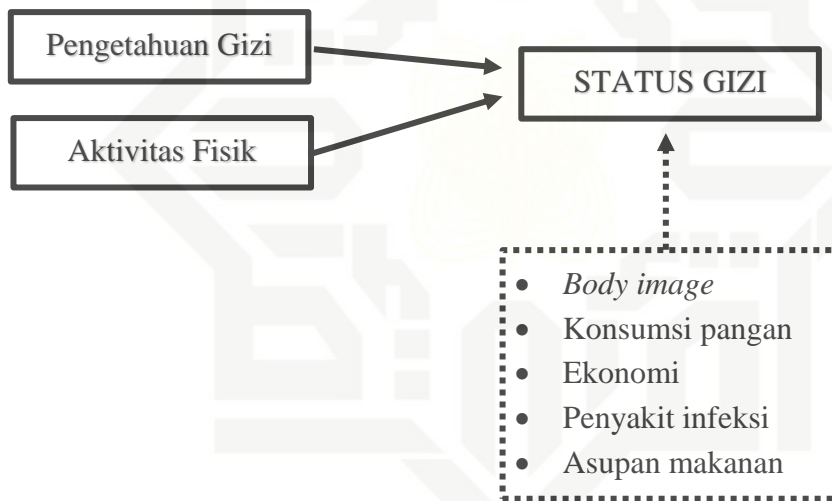 Pengetahuan Gizi
STATUS GIZI
Aktivitas Fisik
• Body image
• Konsumsi pangan
• Ekonomi
• Penyakit infeksi
• Asupan makanan